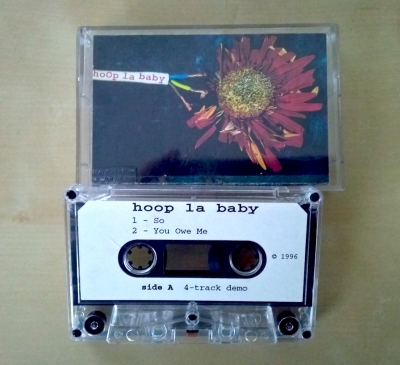 hoOp la baby
hoop la baby
1 - So
2 - You Owe Me
© 1996
side A 4-track demo